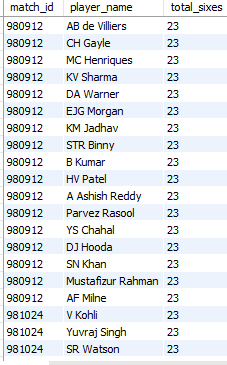 match_id player_name total_sixes
980912 AB de Villiers 23
980912 CH Gayle 23
980912 MC Henriques 23
980912 KV Sharma 23
980912 DA Warner 23
980912 EJG Morgan 23
980912 KM Jadhav 23
980912 STR Binny 23
980912 B Kumar 23
980912 HV Patel 23
980912 A Ashish Reddy 23
980912 Parvez Rasool 23
980912 YS Chahal 23
980912 DJ Hooda 23
980912 SN Khan 23
980912 Mustafizur Rahman 23
980912 AF Milne 23
981024 V Kohli 23
981024 Yuvraj Singh 23
981024 SR Watson 23